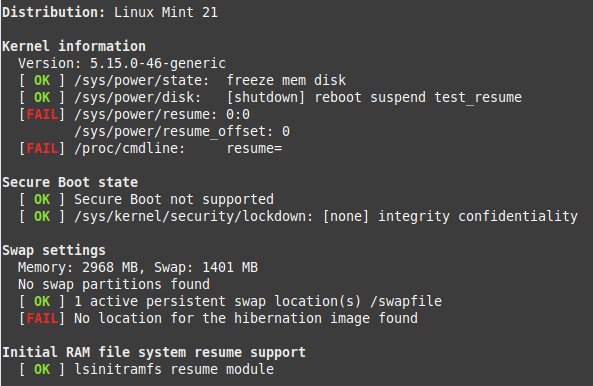 Distribution: Linux Mint 21
Kernel information
Version: 5.15.0-46-generic
[ OK ] /sys/power/state: freeze mem disk
[ OK ] /sys/power/disk: [shutdown] reboot suspend test_resume
[FAIL] /sys/power/resume: 0:0
/sys/power/resume_offset: 0
[FAIL] /proc/cmdline: resume=
Secure Boot state
[ OK ] Secure Boot not supported
[ OK ] /sys/kernel/security/lockdown: [none] integrity confidentiality
Swap settings
Memory: 2968 MB, Swap: 1401 MB
No swap partitions found
[ OK ] 1 active persistent swap location(s) /swapfile
[FAIL] No location for the hibernation image found
Initial RAM file system resume support
[ OK ] lsinitramfs resume module